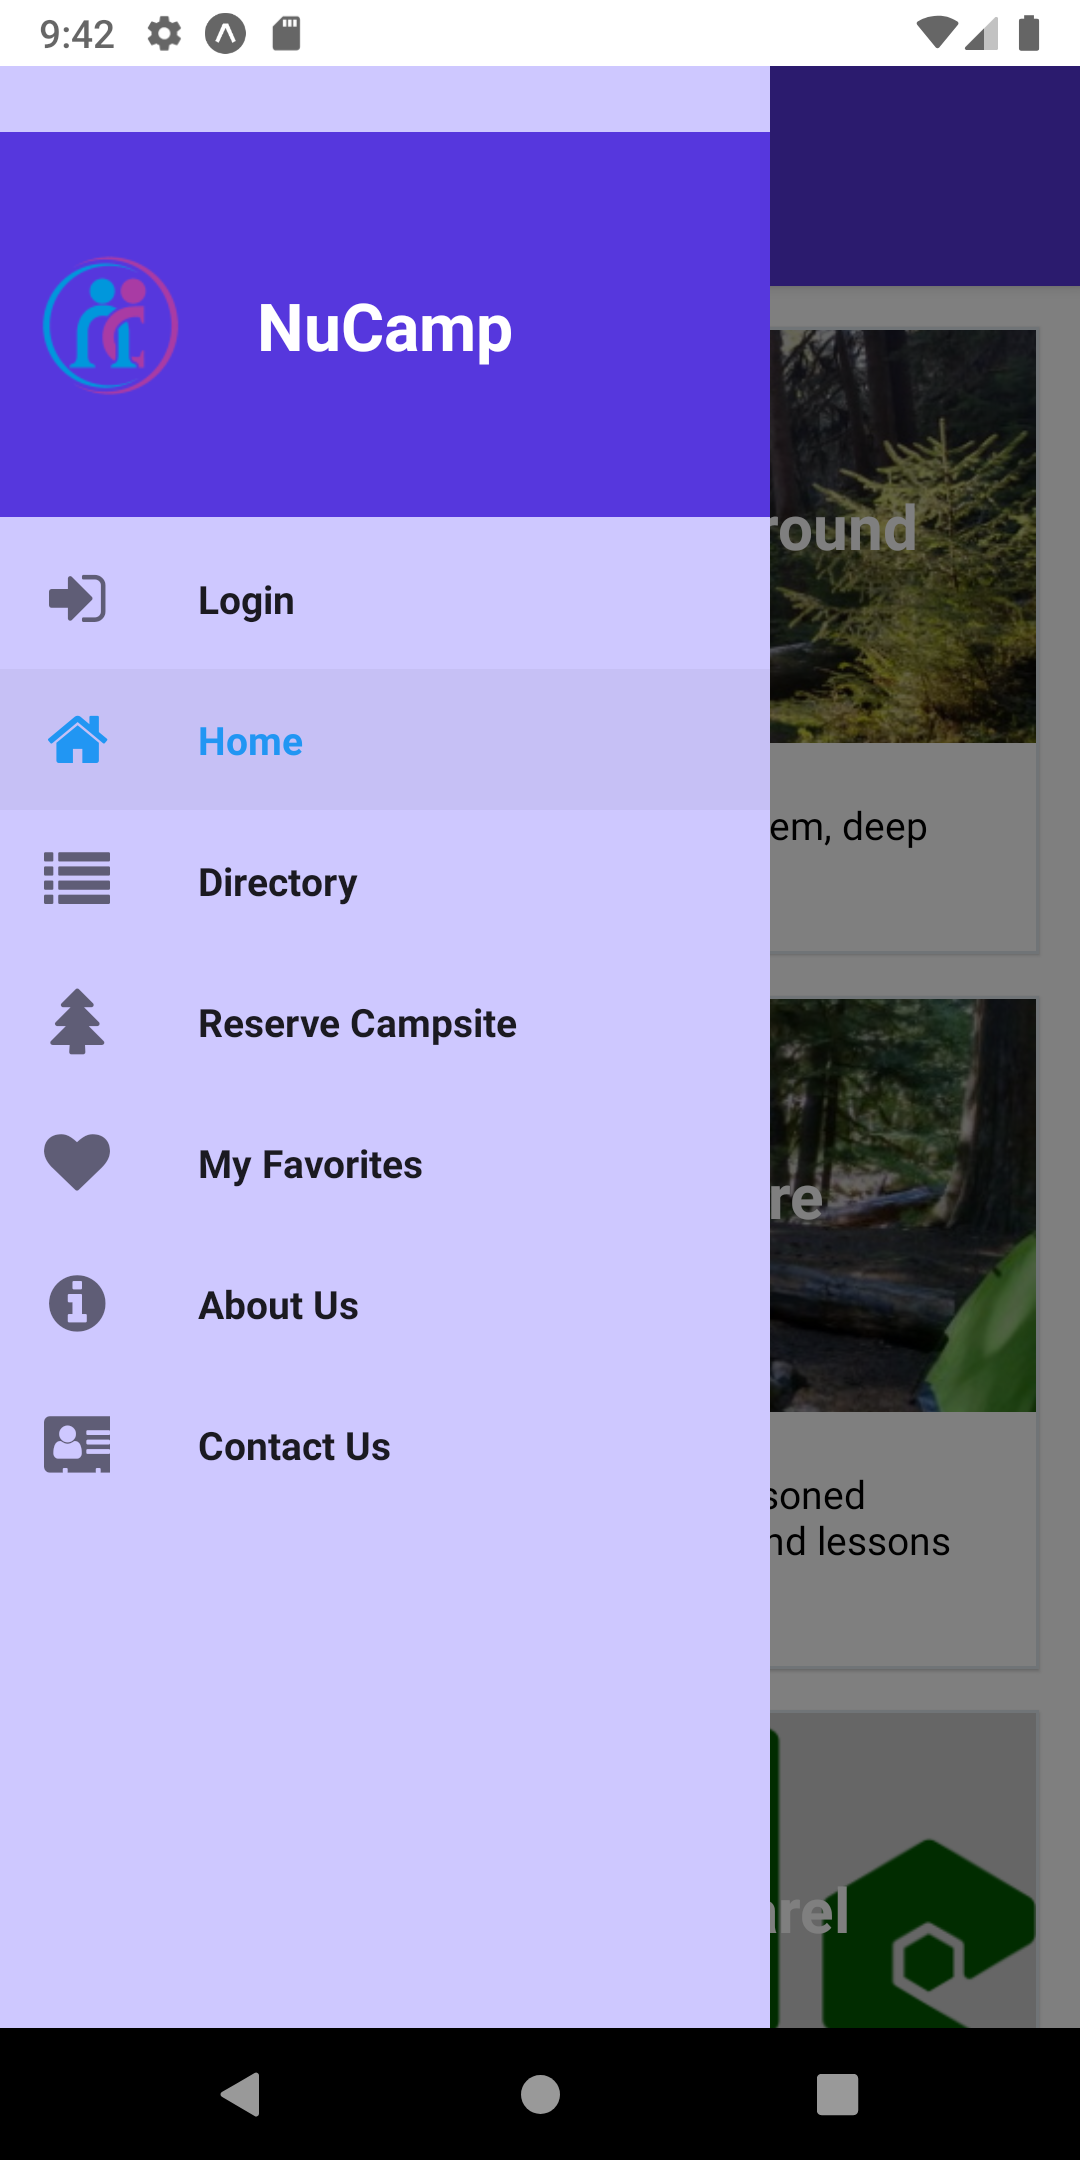 9:42
NuCamp
Login
Home
Directory
Reserve Campsite
My Favorites
About Us
Contact Us
round
em, deep
re
soned
nd lessons
arel